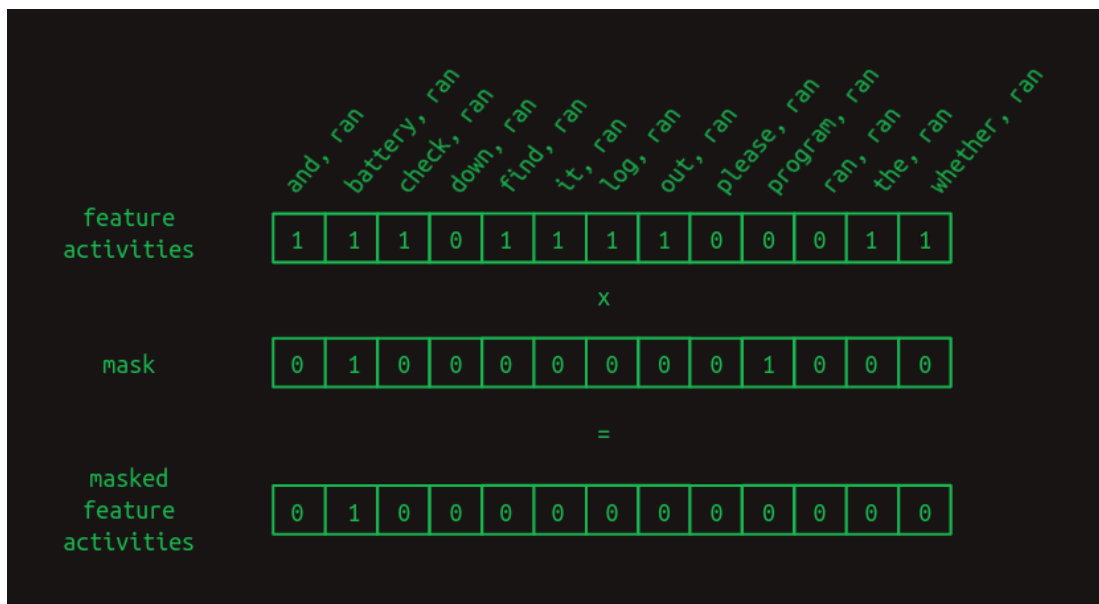 and, ran
battery, ran
check, ran
down, ran
find, ran
it, ran
log, ran
out, ran
please, ran
program, ran
ran, ran
the, ran
whether, ran
feature
activities
1 1 1 0 1 1 1 1 0 0 0 1 1
x
mask
0 1 0 0 0 0 0 0 0 1 0 0 0
=
masked
feature
activities
0 1 0 0 0 0 0 0 0 0 0 0 0